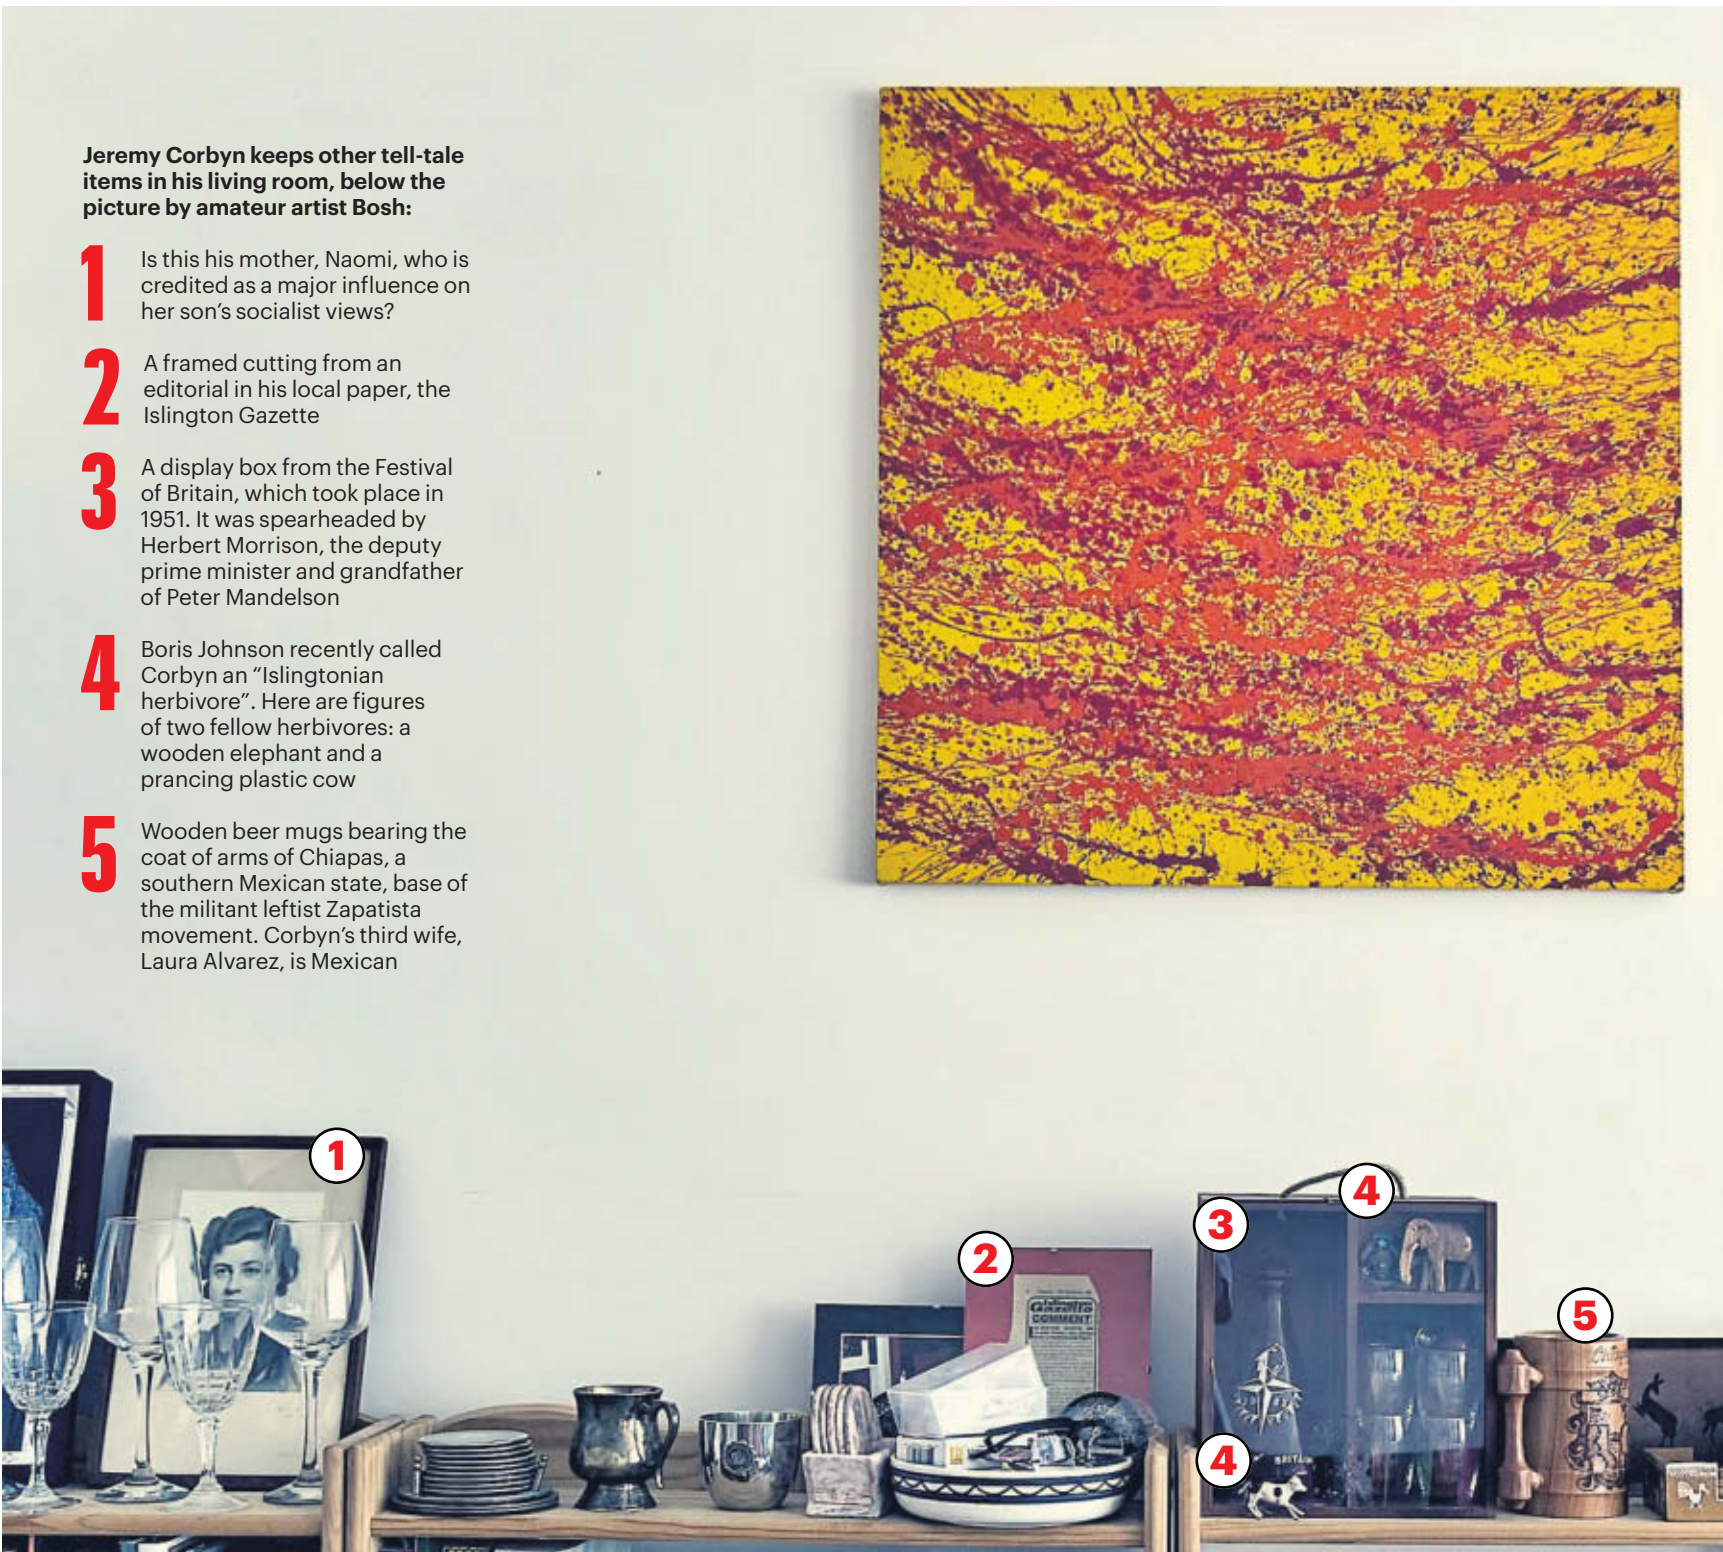 Jeremy Corbyn keeps other tell-tale
items in his living room, below the
picture by amateur artist Bosh:
1
Is this his mother, Naomi, who is
credited as a major influence on
her son’s socialist views?
2
A framed cutting from an
editorial in his local paper, the
Islington Gazette
3
A display box from the Festival
of Britain, which took place in
1951. It was spearheaded by
Herbert Morrison, the deputy
prime minister and grandfather
of Peter Mandelson
4
Boris Johnson recently called
Corbyn an “Islingtonian
herbivore”. Here are figures
of two fellow herbivores: a
wooden elephant and a
prancing plastic cow
5
Wooden beer mugs bearing the
coat of arms of Chiapas, a
southern Mexican state, base of
the militant leftist Zapatista
movement. Corbyn’s third wife,
Laura Alvarez, is Mexican
1
4
3
2
Gazette
COMMENT
5
4
BRITAIN